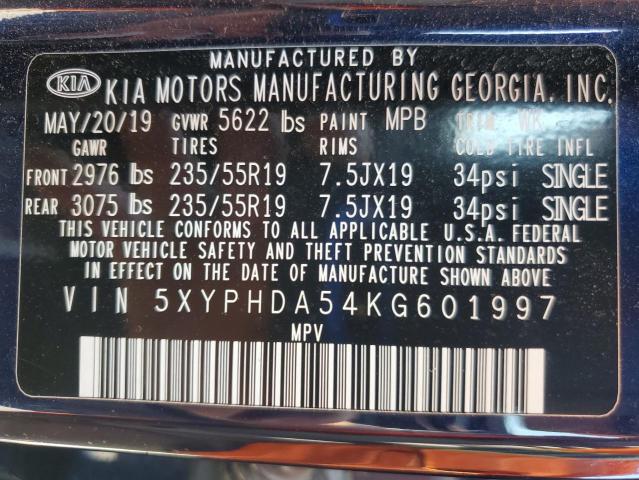 MANUFACTURED BY
KIA KIA MOTORS MANUFACTURING GEORGIA, INC.
MAY/20/19 GVWR 5622 lbs PAINT MPB TRIM WK
GAWR TIRES RIMS COLD TIRE PRESSURE
FRONT 2976 lbs 235/55R19 7.5JX19 34psi SINGLE
REAR 3075 lbs 235/55R19 7.5JX19 34psi SINGLE
THIS VEHICLE CONFORMS TO ALL APPLICABLE U.S.A. FEDERAL
MOTOR VEHICLE SAFETY AND THEFT PREVENTION STANDARDS
IN EFFECT ON THE DATE OF MANUFACTURE SHOWN ABOVE.
VIN 5XYPHDA54KG601997
MPV